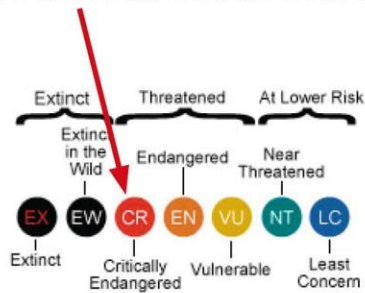 Extinct
Threatened
At Lower Risk
Extinct
in the
Wild
Endangered
Near
Threatened
EX
EW
CR
EN
VU
NT
LC
Extinct
Critically
Endangered
Vulnerable
Least
Concern